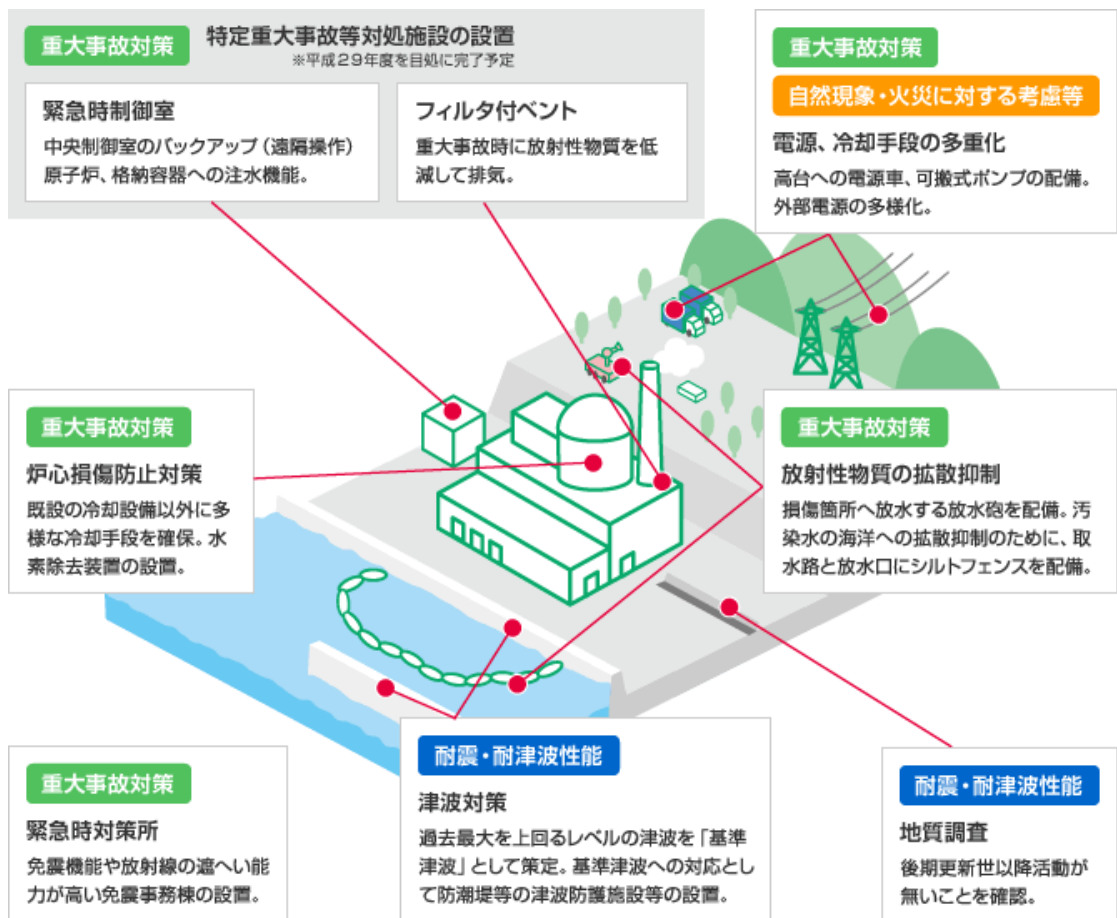 重大事故対策
特定重大事故等対処施設の設置
※平成29年度を目処に完了予定
緊急時制御室
中央制御室のバックアップ（遠隔操作）
原子炉、格納容器への注水機能。
フィルタ付ベント
重大事故時に放射性物質を低
減して排気。
重大事故対策
自然現象・火災に対する考慮等
電源、冷却手段の多重化
高台への電源車、可搬式ポンプの配備。
外部電源の多様化。
重大事故対策
炉心損傷防止対策
既設の冷却設備以外に多
様な冷却手段を確保。水
素除去装置の設置。
重大事故対策
放射性物質の拡散抑制
損傷箇所へ放水する放水砲を配備。汚
染水の海洋への拡散抑制のために、取
水路と放水口にシルトフェンスを配備。
重大事故対策
緊急時対策所
免震機能や放射線の遮へい能
力が高い免震事務棟の設置。
耐震・耐津波性能
津波対策
過去最大を上回るレベルの津波を「基準
津波」として策定。基準津波への対応とし
て防潮堤等の津波防護施設等の設置。
耐震・耐津波性能
地質調査
後期更新世以降活動が
無いことを確認。